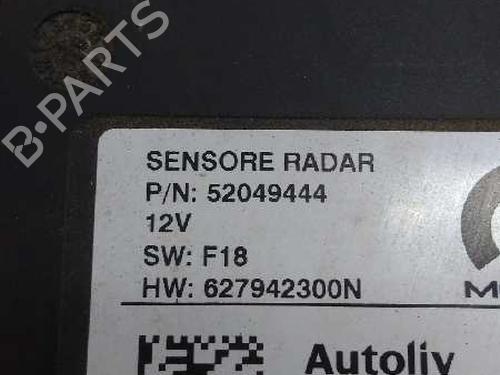 B-PARTS
SENSORE RADAR
P/N: 52049444
12V
SW: F18
HW: 627942300N
Autoliv